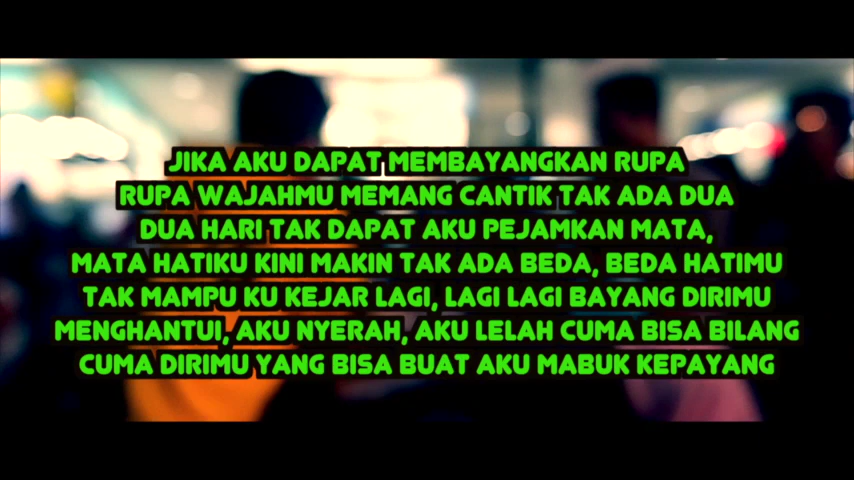 JIKA AKU DAPAT MEMBAYANGKAN RUPA
RUPA WAJAHMU MEMANG CANTIK TAK ADA DUA
DUA HARI TAK DAPAT AKU PEJAMKAN MATA,
MATA HATIKU KINI MAKIN TAK ADA BEDA, BEDA HATIMU
TAK MAMPU KU KEJAR LAGI, LAGI LAGI BAYANG DIRIMU
MENGHANTUI, AKU NYERAH, AKU LELAH CUMA BISA BILANG
CUMA DIRIMU YANG BISA BUAT AKU MABUK KEPAYANG